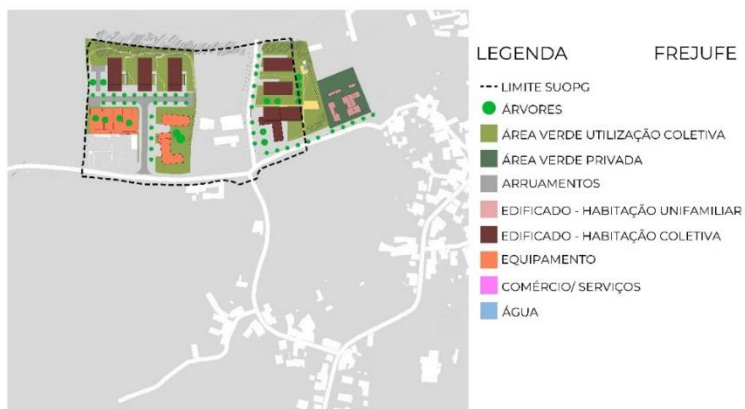 LEGENDA FREJUFE
LIMITE SUOPG
ÁRVORES
ÁREA VERDE UTILIZAÇÃO COLETIVA
ÁREA VERDE PRIVADA
ARRUAMENTOS
EDIFICADO - HABITAÇÃO UNIFAMILIAR
EDIFICADO - HABITAÇÃO COLETIVA
EQUIPAMENTO
COMÉRCIO/ SERVIÇOS
ÁGUA